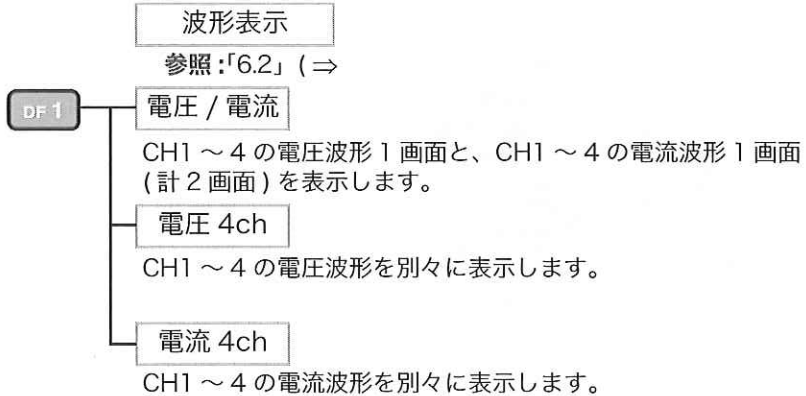 波形表示
参照:「6.2」 ( ⇒
DF 1
電圧 / 電流
CH1 ～ 4 の電圧波形 1 画面と、CH1 ～ 4 の電流波形 1 画面
( 計 2 画面 ) を表示します。
電圧 4ch
CH1 ～ 4 の電圧波形を別々に表示します。
電流 4ch
CH1 ～ 4 の電流波形を別々に表示します。